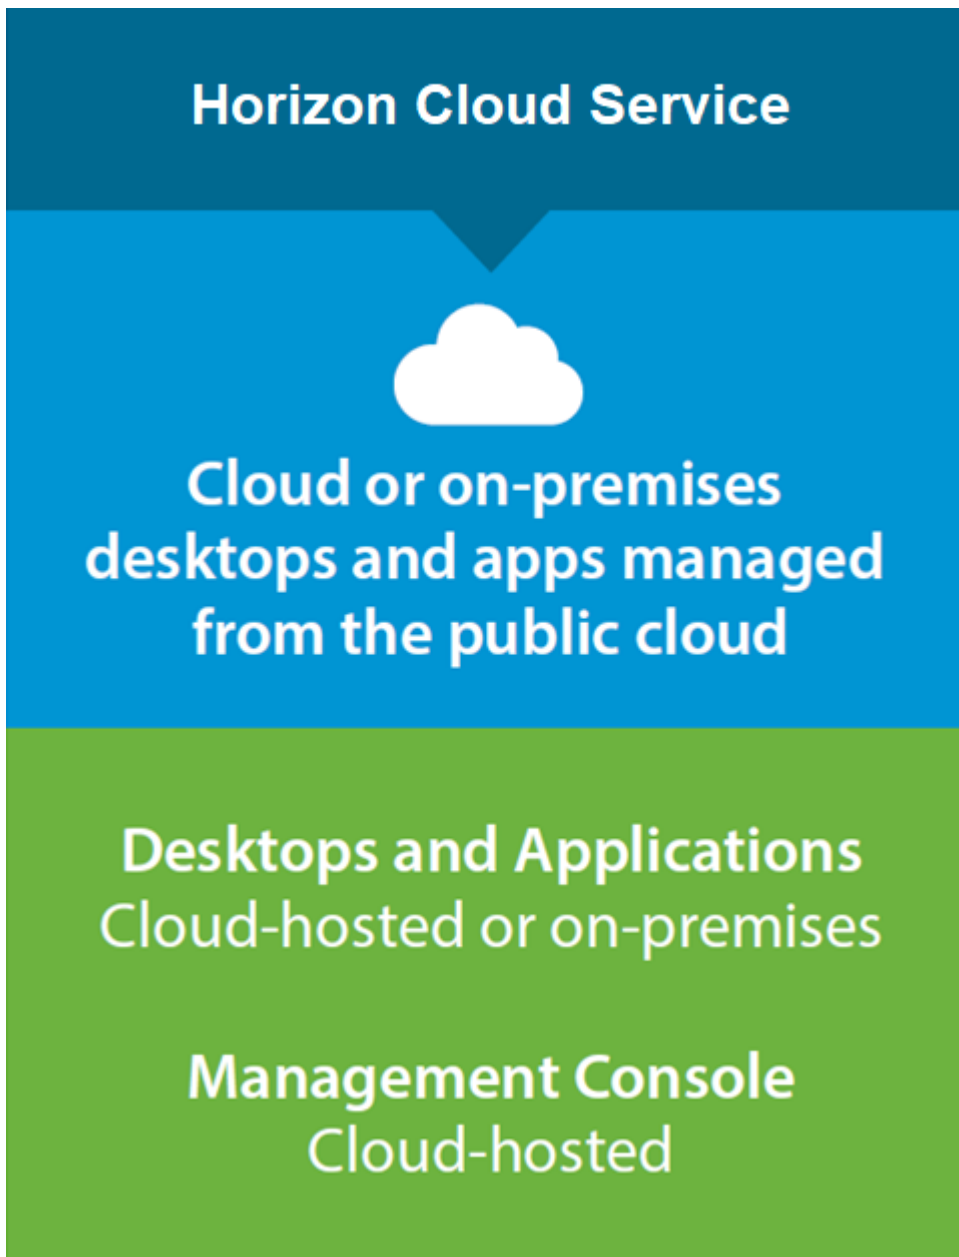 Horizon Cloud Service
Cloud or on-premises
desktops and apps managed
from the public cloud
Desktops and Applications
Cloud-hosted or on-premises
Management Console
Cloud-hosted